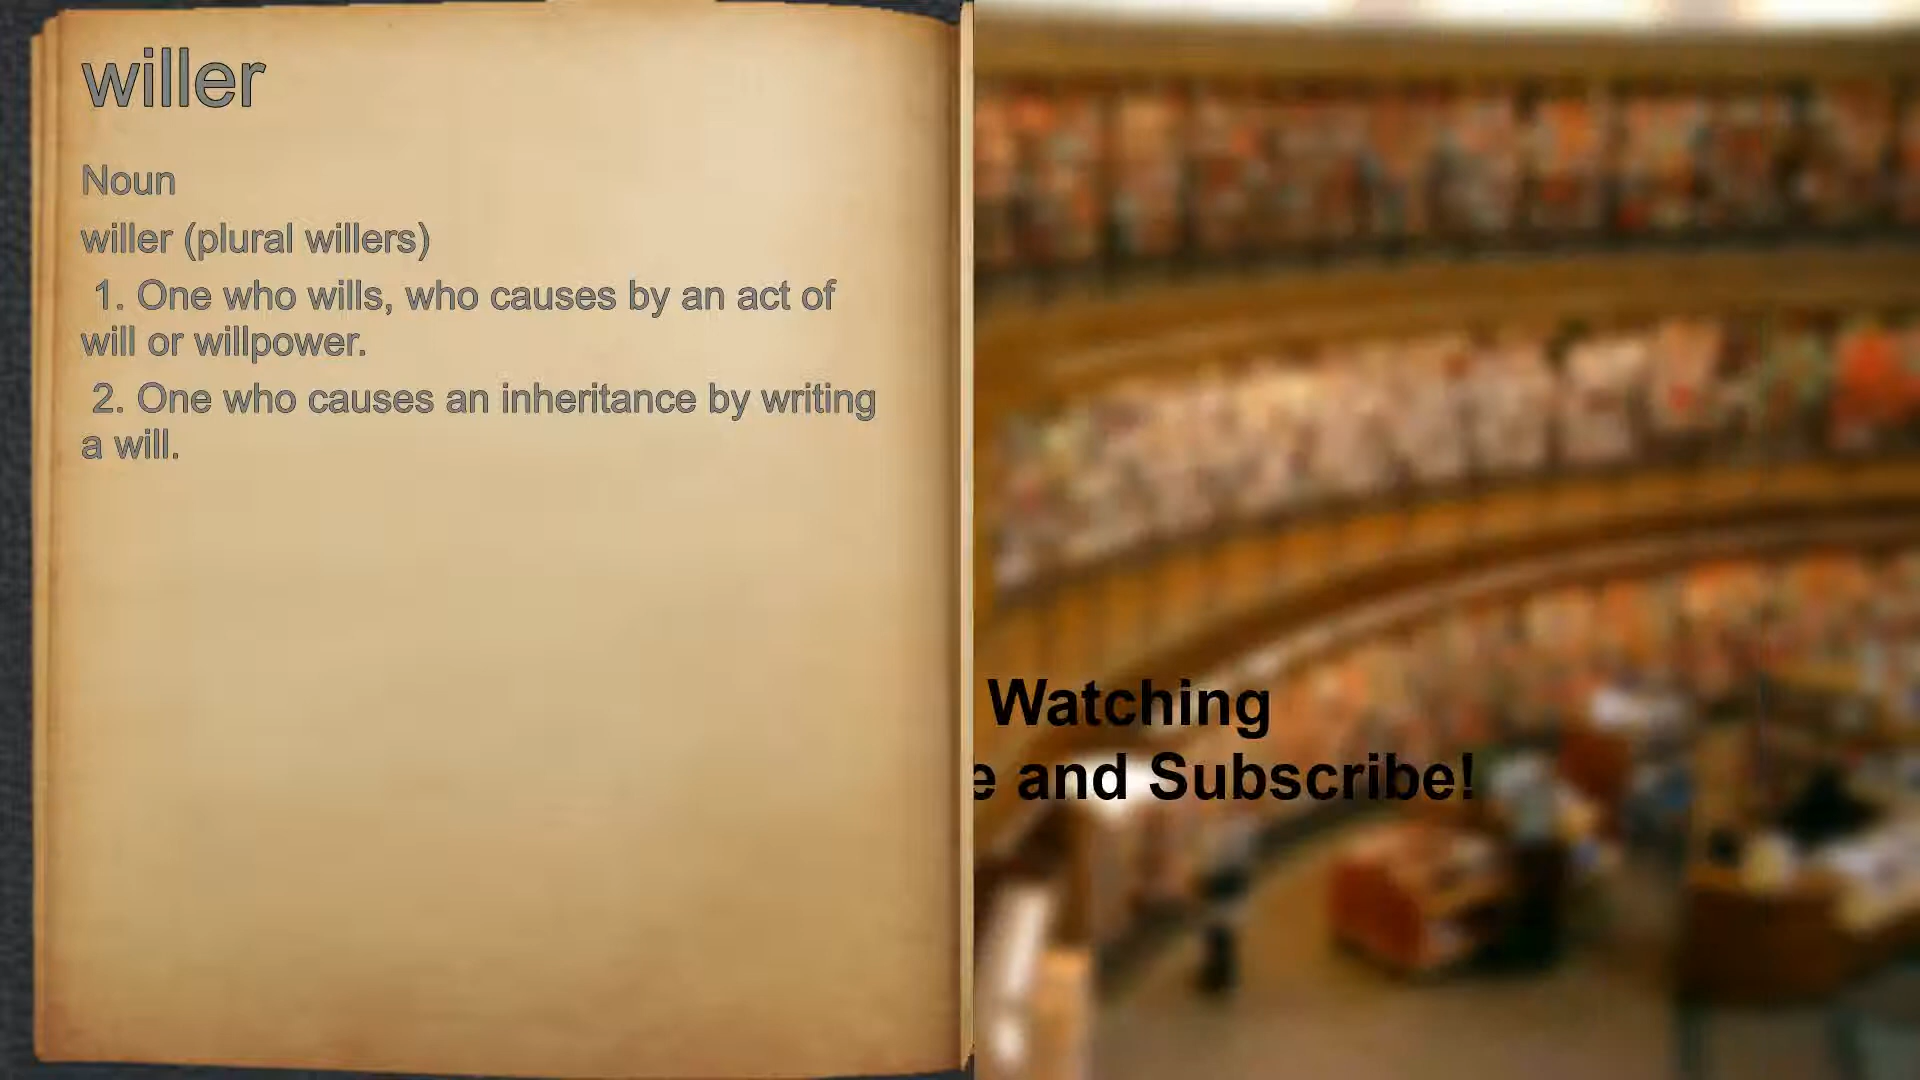 willer
Noun
willer (plural willers)
1. One who wills, who causes by an act of
will or willpower.
2. One who causes an inheritance by writing
a will.
Watching
and Subscribe!